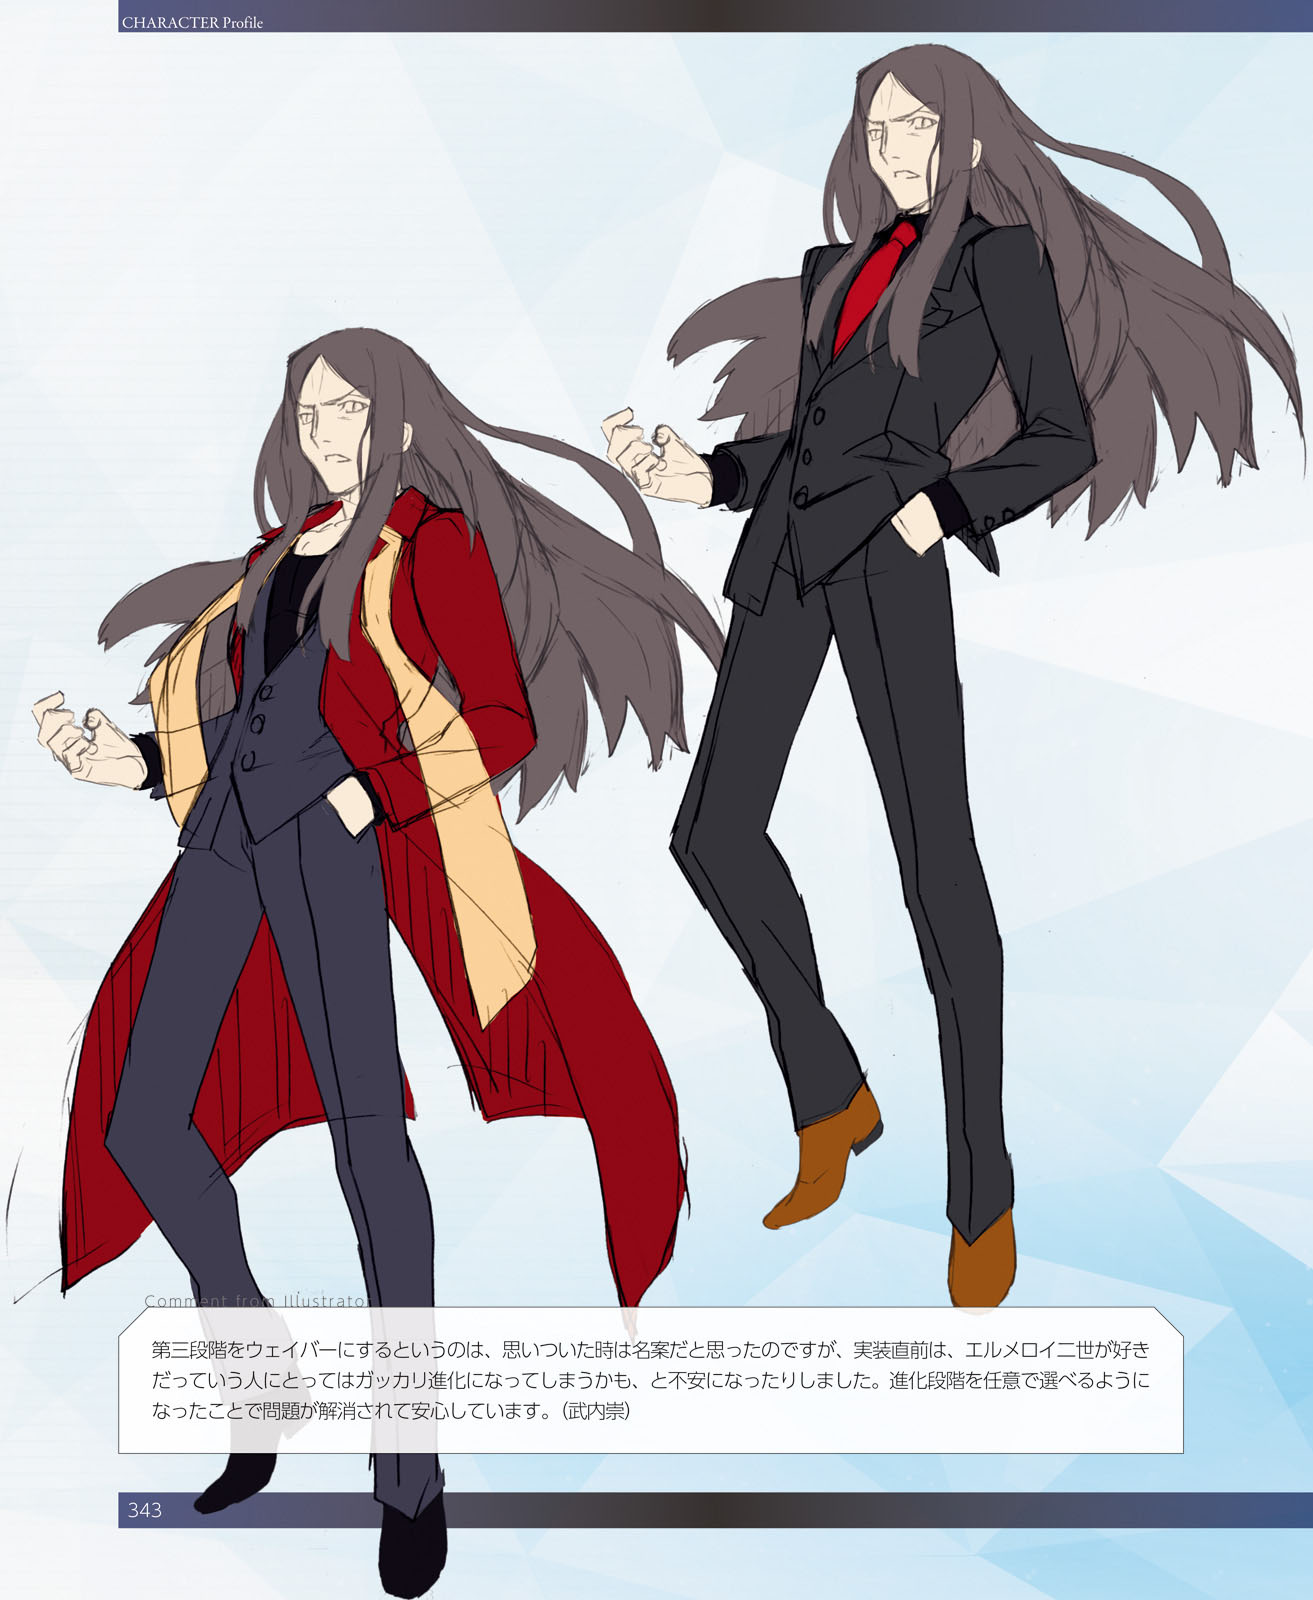 CHARACTER Profile
Comment from Illustrator
第三段階をウェイバーにするというのは、思いついた時は名案だと思ったのですが、実装直前は、エルメロイ二世が好き
だっていう人にとってはガッカリ進化になってしまうかも、と不安になったりしました。進化段階を任意で選べるように
なったことで問題が解消されて安心しています。（武内崇）
343